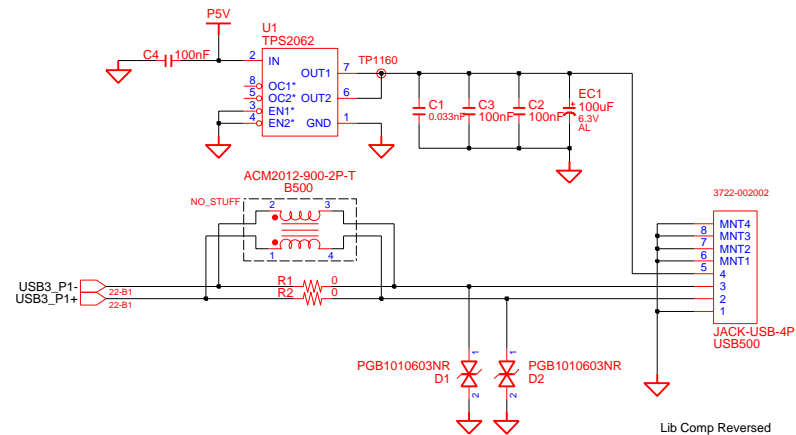 P5V
U1
TPS2062
C4 100nF
TP1160
2 IN
OUT1 7
8 OC1*
5 OC2* OUT2 6
3 EN1*
4 EN2* GND 1
C1
0.033nF
C3
100nF
C2
100nF
EC1
100uF
6.3V
AL
+
ACM2012-900-2P-T
B500
NO_STUFF
2 3
1 4
3722-002002
MNT4
8 MNT3
7 MNT2
6 MNT1
5 4
3
2
1
JACK-USB-4P
USB500
USB3_P1-
22-B1
USB3_P1+
22-B1
R1 0
R2 0
PGB1010603NR
D1
1
2
PGB1010603NR
D2
1
2
Lib Comp Reversed